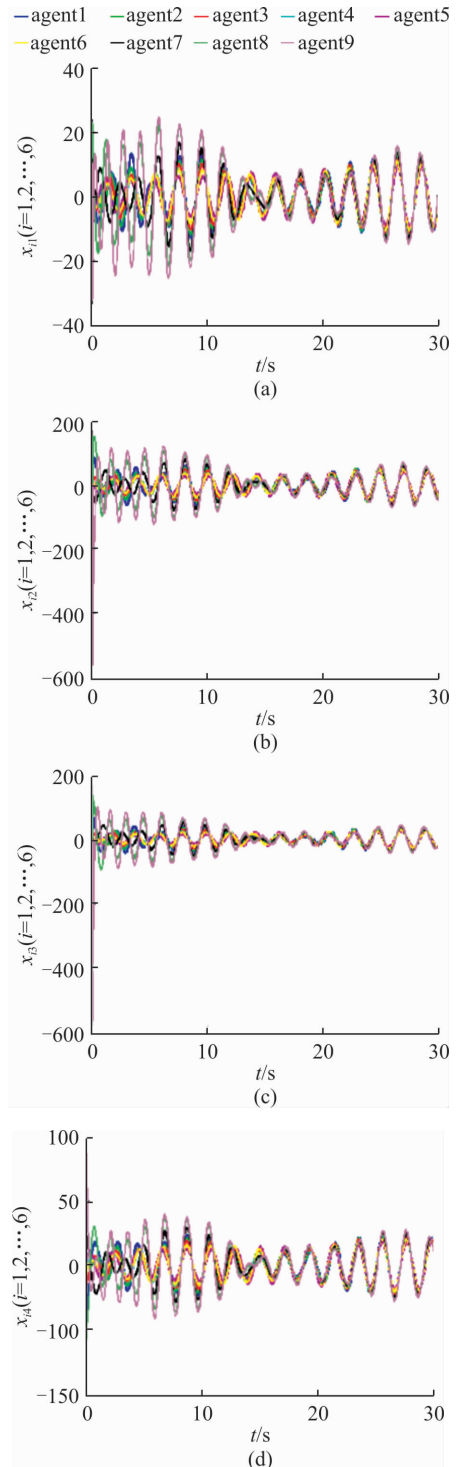 agent1 agent2 agent3 agent4 agent5
agent6 agent7 agent8 agent9
40
20
0
−20
−40
x_{i1}(i=1,2,⋯,6)
0 10 20 30
t/s
(a)
200
0
−200
−400
−600
x_{i2}(i=1,2,⋯,6)
0 10 20 30
t/s
(b)
200
0
−200
−400
−600
x_{i3}(i=1,2,⋯,6)
0 10 20 30
t/s
(c)
100
50
0
−100
−150
x_{i4}(i=1,2,⋯,6)
0 10 20 30
t/s
(d)